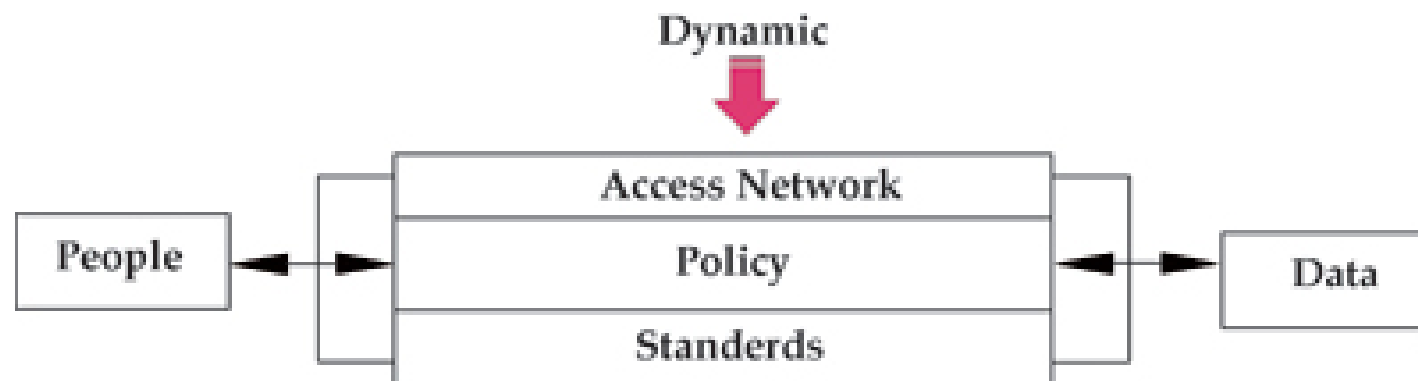 Dynamic
Access Network
People
Policy
Data
Standerds